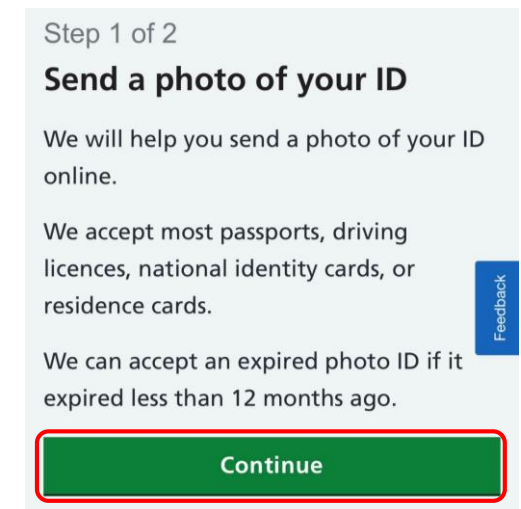 Step 1 of 2
Send a photo of your ID
We will help you send a photo of your ID
online.
We accept most passports, driving
licences, national identity cards, or
residence cards.
Feedback
We can accept an expired photo ID if it
expired less than 12 months ago.
Continue